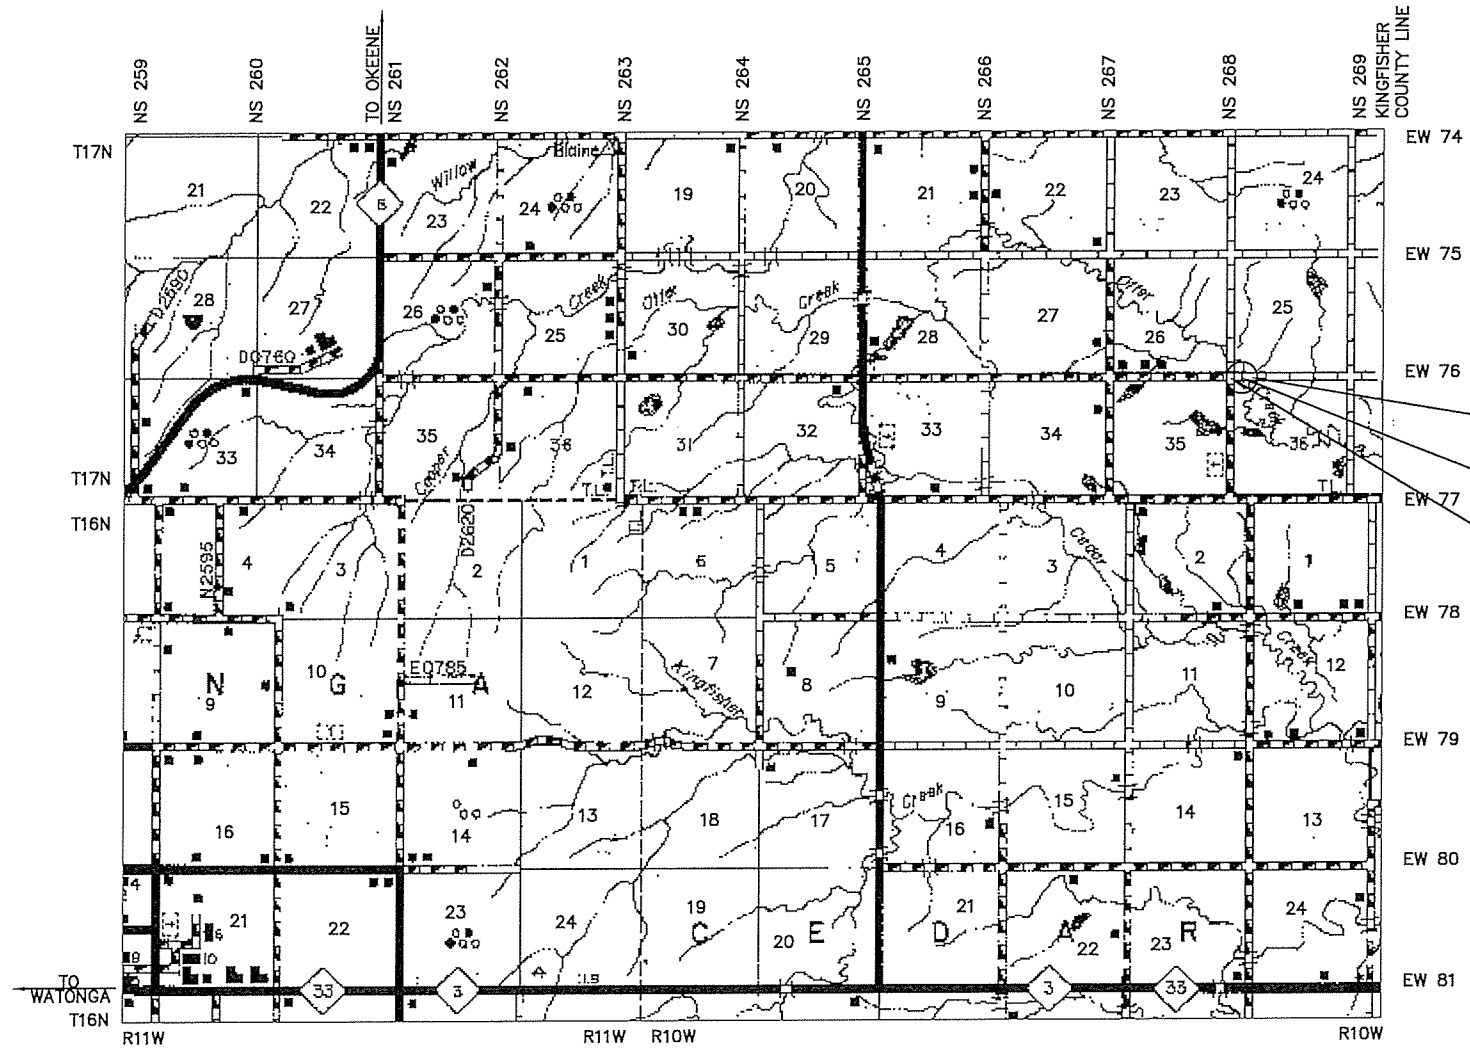 NS 259
NS 260
TO OKEENE
NS 261
NS 262
NS 263
NS 264
NS 265
NS 266
NS 267
NS 268
NS 269
KINGFISHER
COUNTY LINE
T17N
EW 74
Blaine
21 22 Willow 23 24 19 20 21 22 23 24
EW 75
D2590 28 27 26 Creek 25 Otter 30 Creek 29 28 27 Otter 26 25
D0760
EW 76
33 34 35 Cooper 36 31 32 33 34 35 36
T17N
T.L. T.L. T.L. TL
EW 77
T16N
N2595 4 3 D2620 2 1 6 5 4 3 Cooper 2 1
EW 78
N 9 10 G E0785 A 11 12 Kingfisher 7 8 9 10 11 Creek 12
EW 79
16 15 14 13 18 17 Creek 16 15 14 13
EW 80
4 21 22 23 24 19 C 20 E 21 D A 22 23 R 24
9 6
10
U.S
TO
WATONGA
33 3 3 33
EW 81
T16N
R11W
R11W R10W
R10W